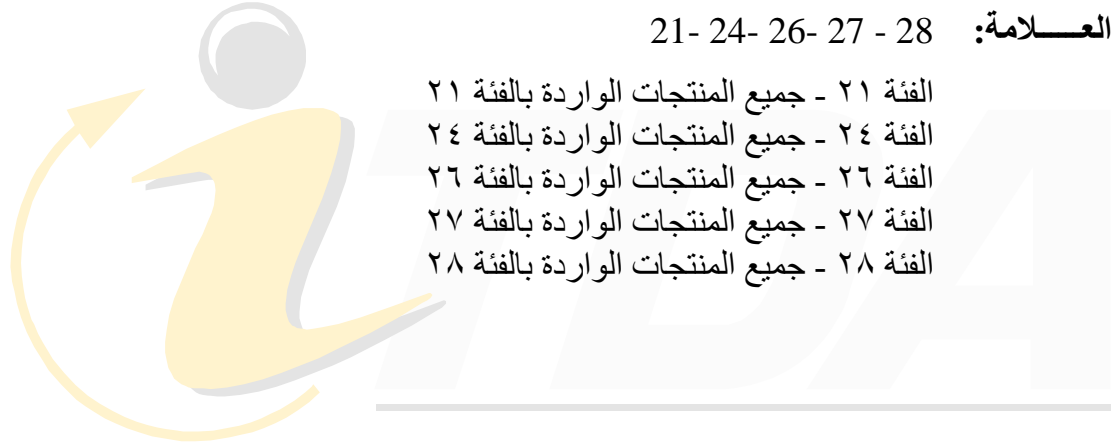 العـــــلامة: 21- 24- 26- 27 - 28
الفئة ٢١ - جميع المنتجات الواردة بالفئة ٢١
الفئة ٢٤ - جميع المنتجات الواردة بالفئة ٢٤
الفئة ٢٦ - جميع المنتجات الواردة بالفئة ٢٦
الفئة ٢٧ - جميع المنتجات الواردة بالفئة ٢٧
الفئة ٢٨ - جميع المنتجات الواردة بالفئة ٢٨
iTDA